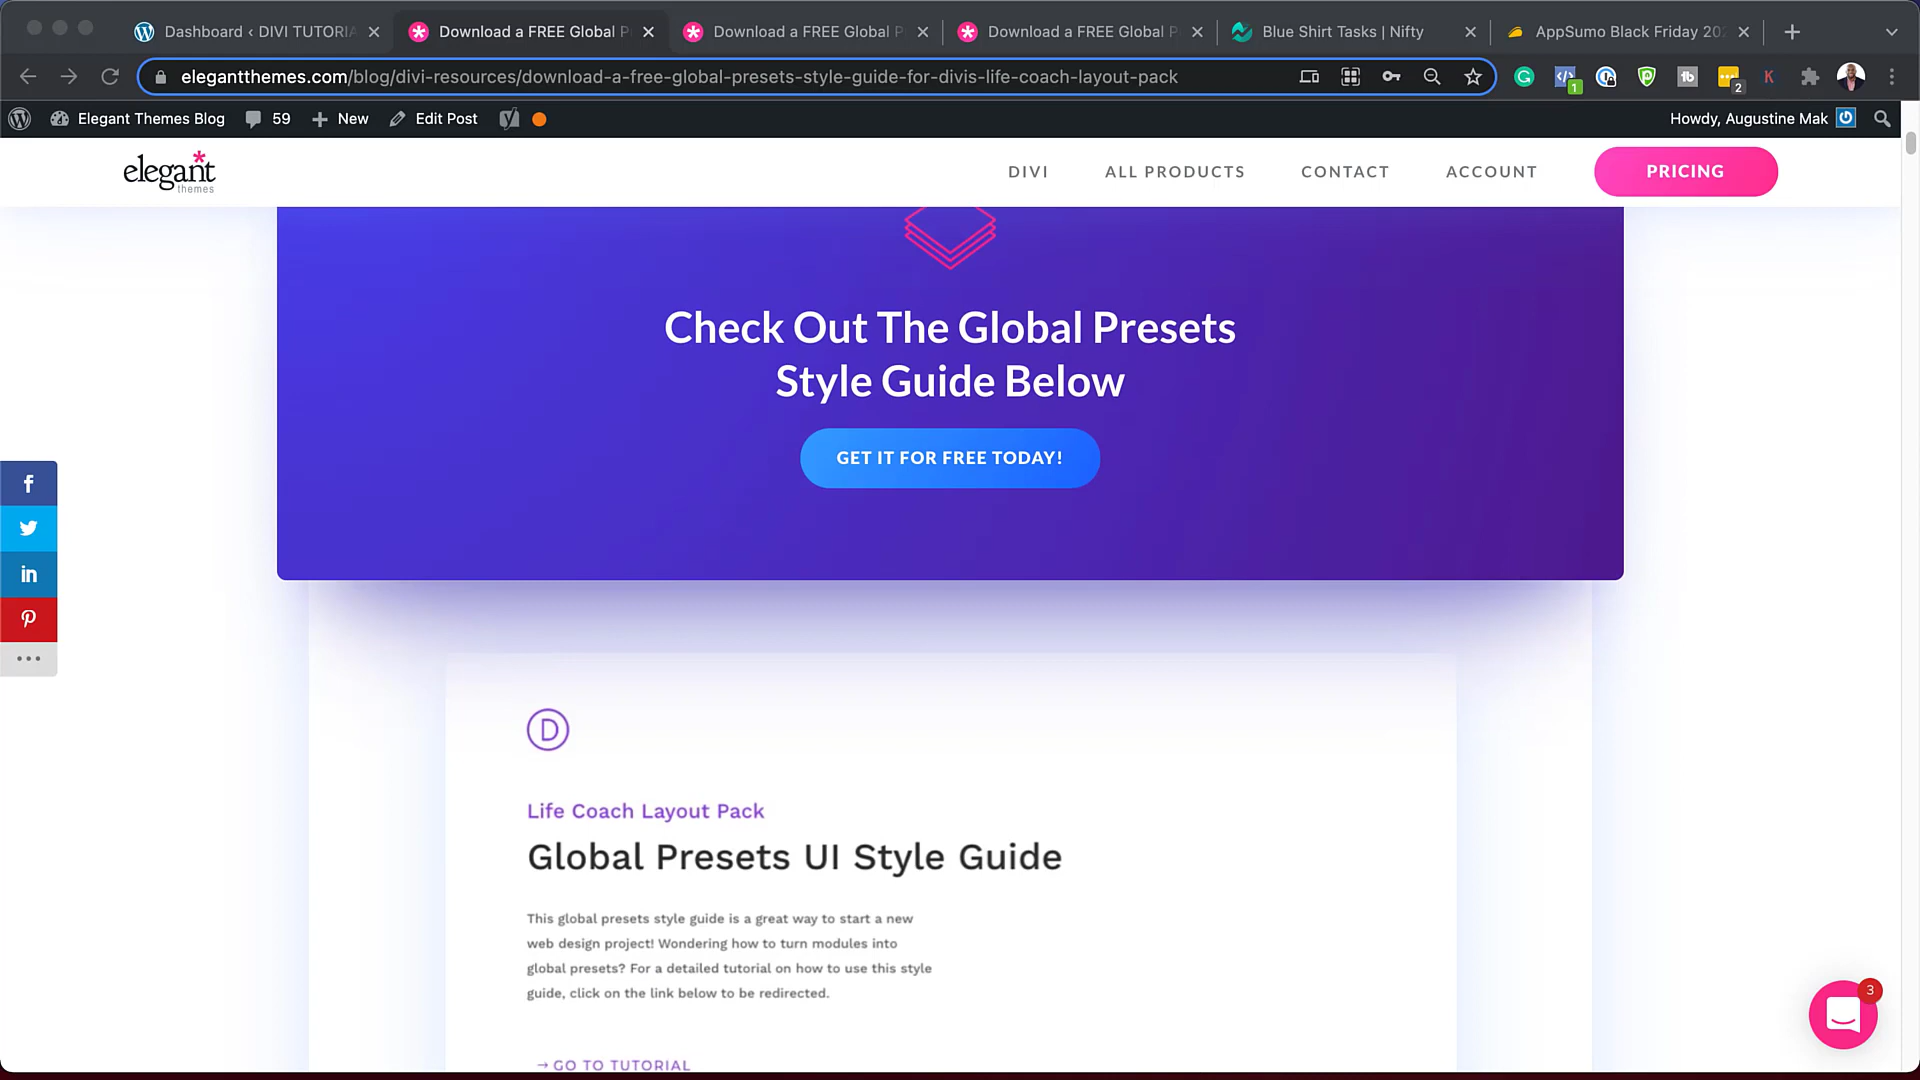 Dashboard ‹ DIVI TUTORIA
Download a FREE Global P
Download a FREE Global P
Download a FREE Global P
Blue Shirt Tasks | Nifty
AppSumo Black Friday 202
elegantthemes.com/blog/divi-resources/download-a-free-global-presets-style-guide-for-divis-life-coach-layout-pack
1
2
Elegant Themes Blog
59
New
Edit Post
Howdy, Augustine Mak
elegant
themes
DIVI
ALL PRODUCTS
CONTACT
ACCOUNT
PRICING
Check Out The Global Presets
Style Guide Below
GET IT FOR FREE TODAY!
D
Life Coach Layout Pack
Global Presets UI Style Guide
This global presets style guide is a great way to start a new
web design project! Wondering how to turn modules into
global presets? For a detailed tutorial on how to use this style
guide, click on the link below to be redirected.
→ GO TO TUTORIAL
3